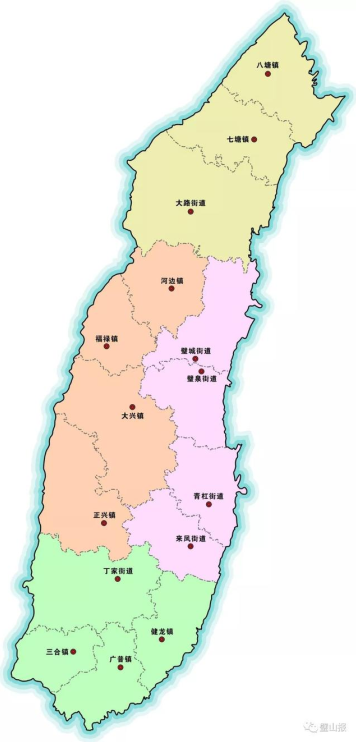 八塘镇
七塘镇
大路街道
河边镇
福禄镇
璧城街道
璧泉街道
大兴镇
青杠街道
正兴镇
来凤街道
丁家街道
健龙镇
三合镇
广普镇
璧山报